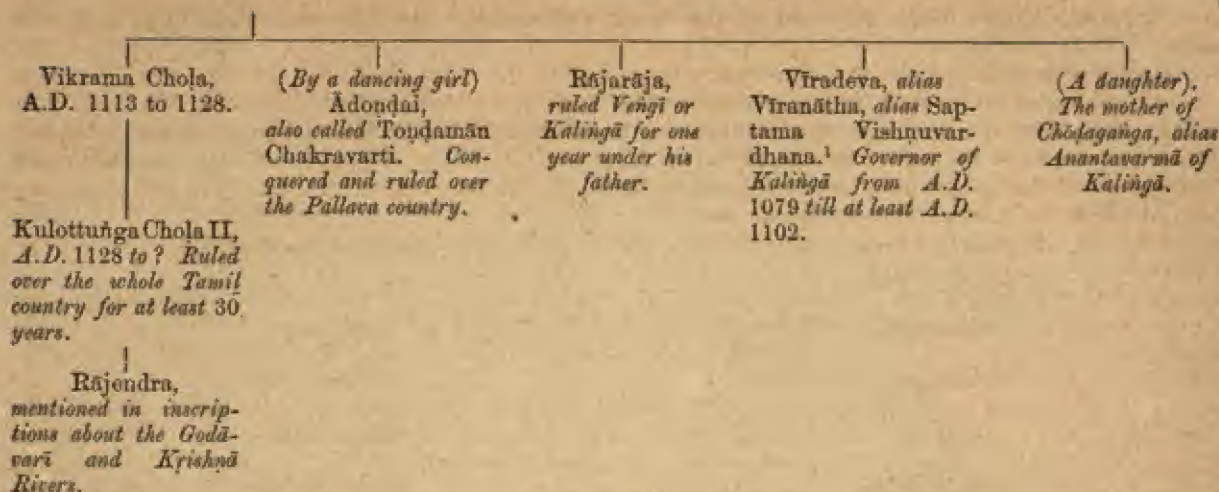 Vikrama Chola,
A.D. 1113 to 1128.
Kulottuṅga Choḷa II,
A.D. 1128 to ? Ruled
over the whole Tamiḷ
country for at least 30
years.
Rājendra,
mentioned in inscrip-
tions about the Godā-
varī and Kṛishṇā
Rivers.
(By a dancing girl)
Ādoṇḍai,
also called Toṇḍamān
Chakravarti. Con-
quered and ruled over
the Pallava country.
Rājarāja,
ruled Veṅgī or
Kaliṅgā for one
year under his
father.
Vīradeva, alias
Vīranātha, alias Sap-
tama Vishṇuvar-
dhana.¹ Governor of
Kaliṅgā from A.D.
1079 till at least A.D.
1102.
(A daughter).
The mother of
Chōḍagaṅga, alias
Anantavarmā of
Kaliṅgā.